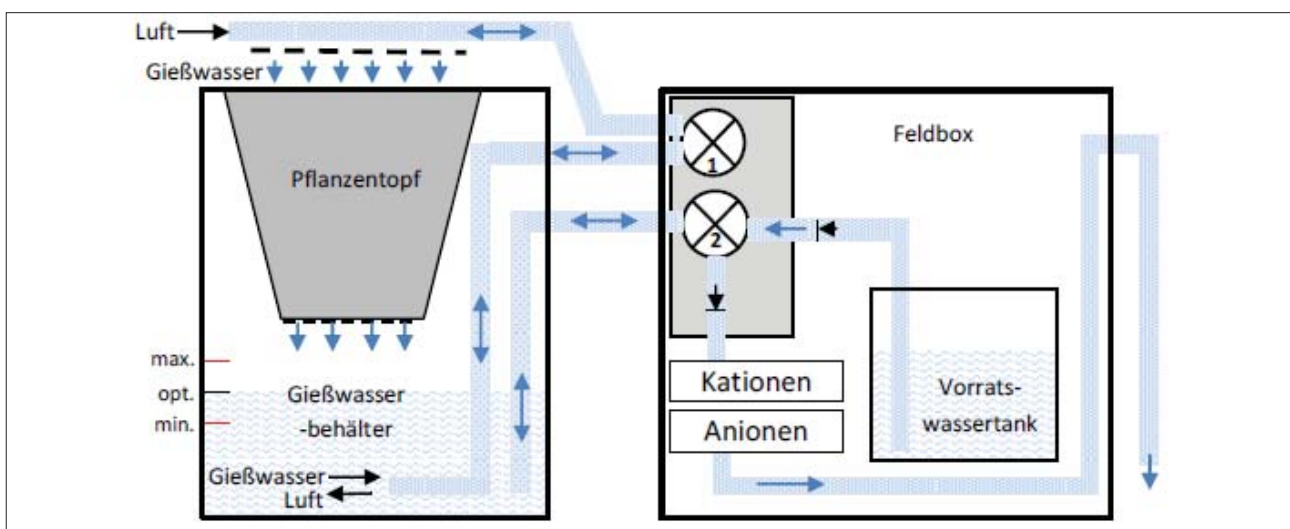 Luft
Gießwasser
Pflanzentopf
max.
opt.
min.
Gießwasser
-behälter
Gießwasser
Luft
1
2
Feldbox
Kationen
Anionen
Vorrats-
wassertank